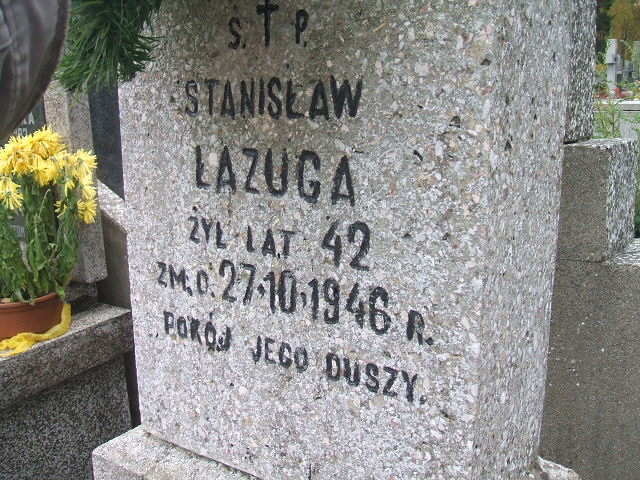 Ś. † P.
STANISŁAW
ŁAZUGA
ŻYŁ LAT 42
ZM. D. 27.10.1946 R.
POKÓJ JEGO DUSZY.